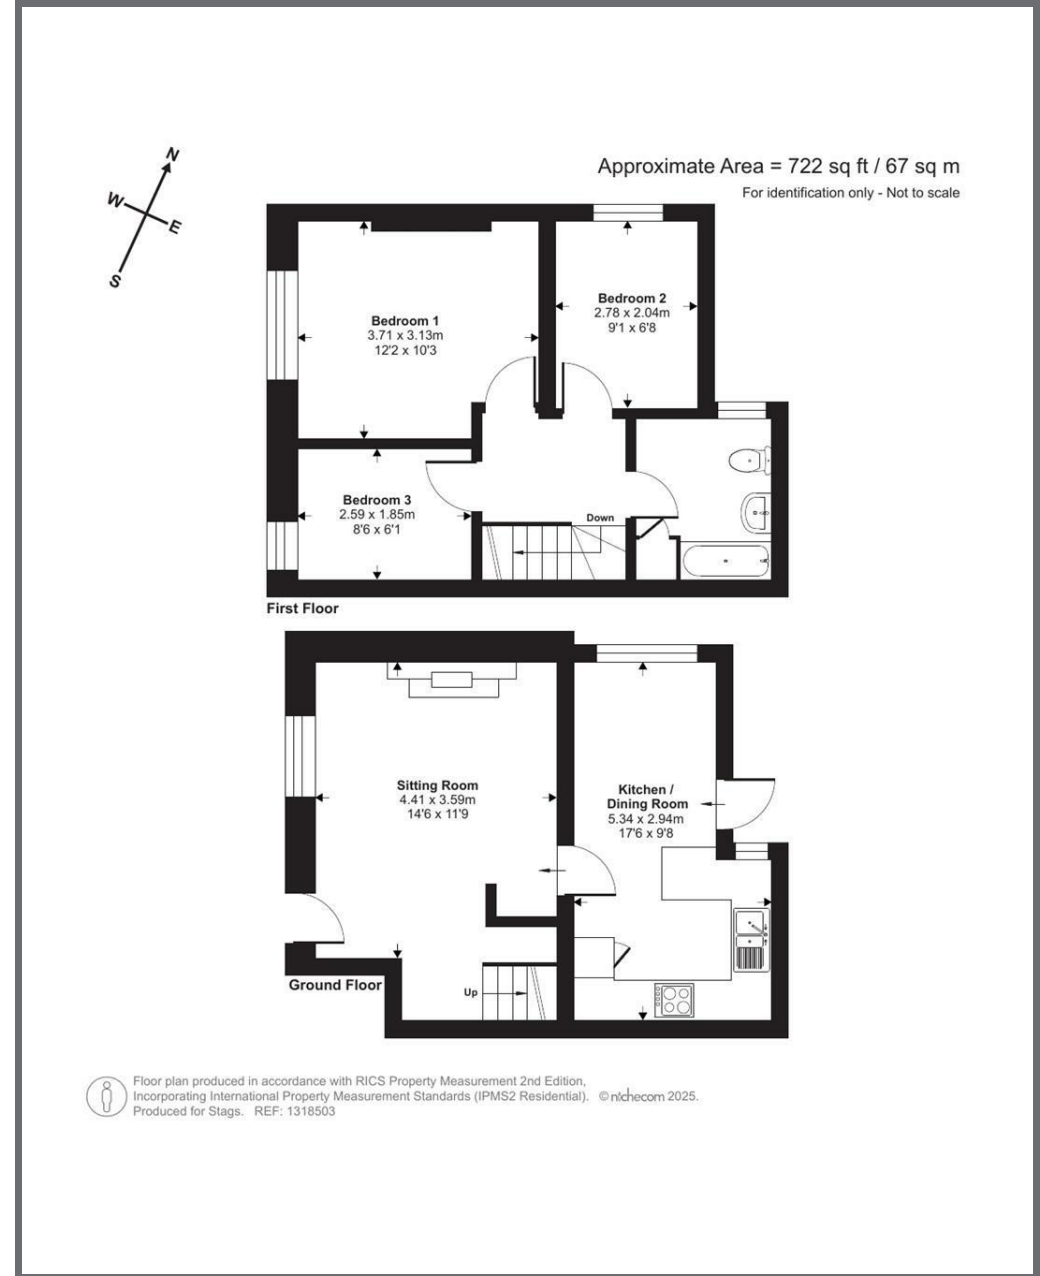 N
W
E
S
Approximate Area = 722 sq ft / 67 sq m
For identification only - Not to scale
Bedroom 1
3.71 x 3.13m
12'2 x 10'3
Bedroom 2
2.78 x 2.04m
9'1 x 6'8
Bedroom 3
2.59 x 1.85m
8'6 x 6'1
Down
First Floor
Sitting Room
4.41 x 3.59m
14'6 x 11'9
Kitchen /
Dining Room
5.34 x 2.94m
17'6 x 9'8
Up
Ground Floor
Floor plan produced in accordance with RICS Property Measurement 2nd Edition,
Incorporating International Property Measurement Standards (IPMS2 Residential). © nichecom 2025.
Produced for Stags. REF: 1318503